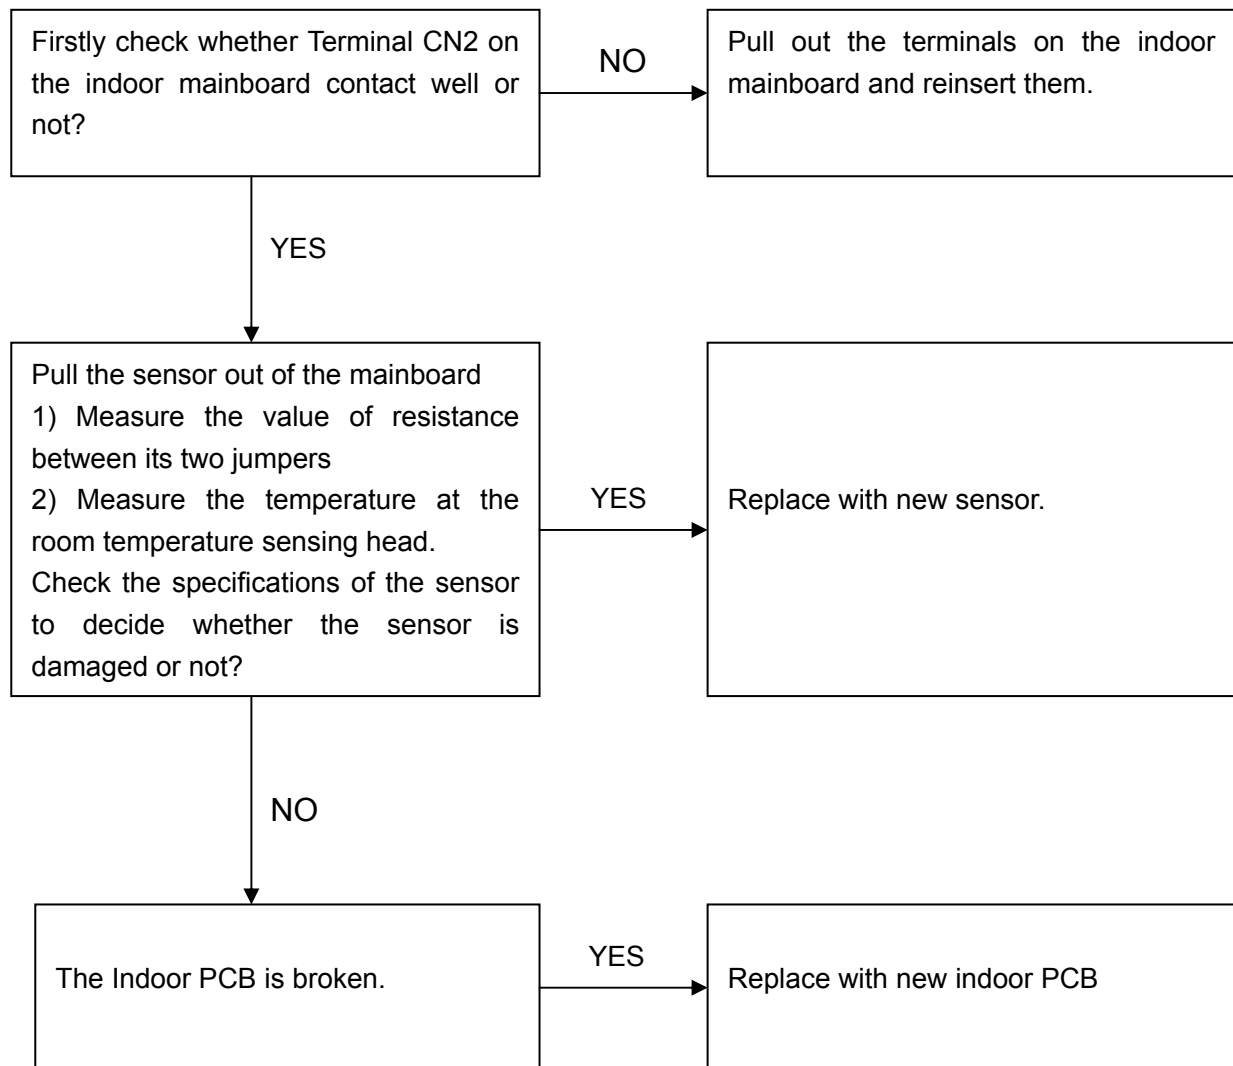 Firstly check whether Terminal CN2 on
the indoor mainboard contact well or
not?
NO
Pull out the terminals on the indoor
mainboard and reinsert them.
YES
Pull the sensor out of the mainboard
1) Measure the value of resistance
between its two jumpers
2) Measure the temperature at the
room temperature sensing head.
Check the specifications of the sensor
to decide whether the sensor is
damaged or not?
YES
Replace with new sensor.
NO
The Indoor PCB is broken.
YES
Replace with new indoor PCB